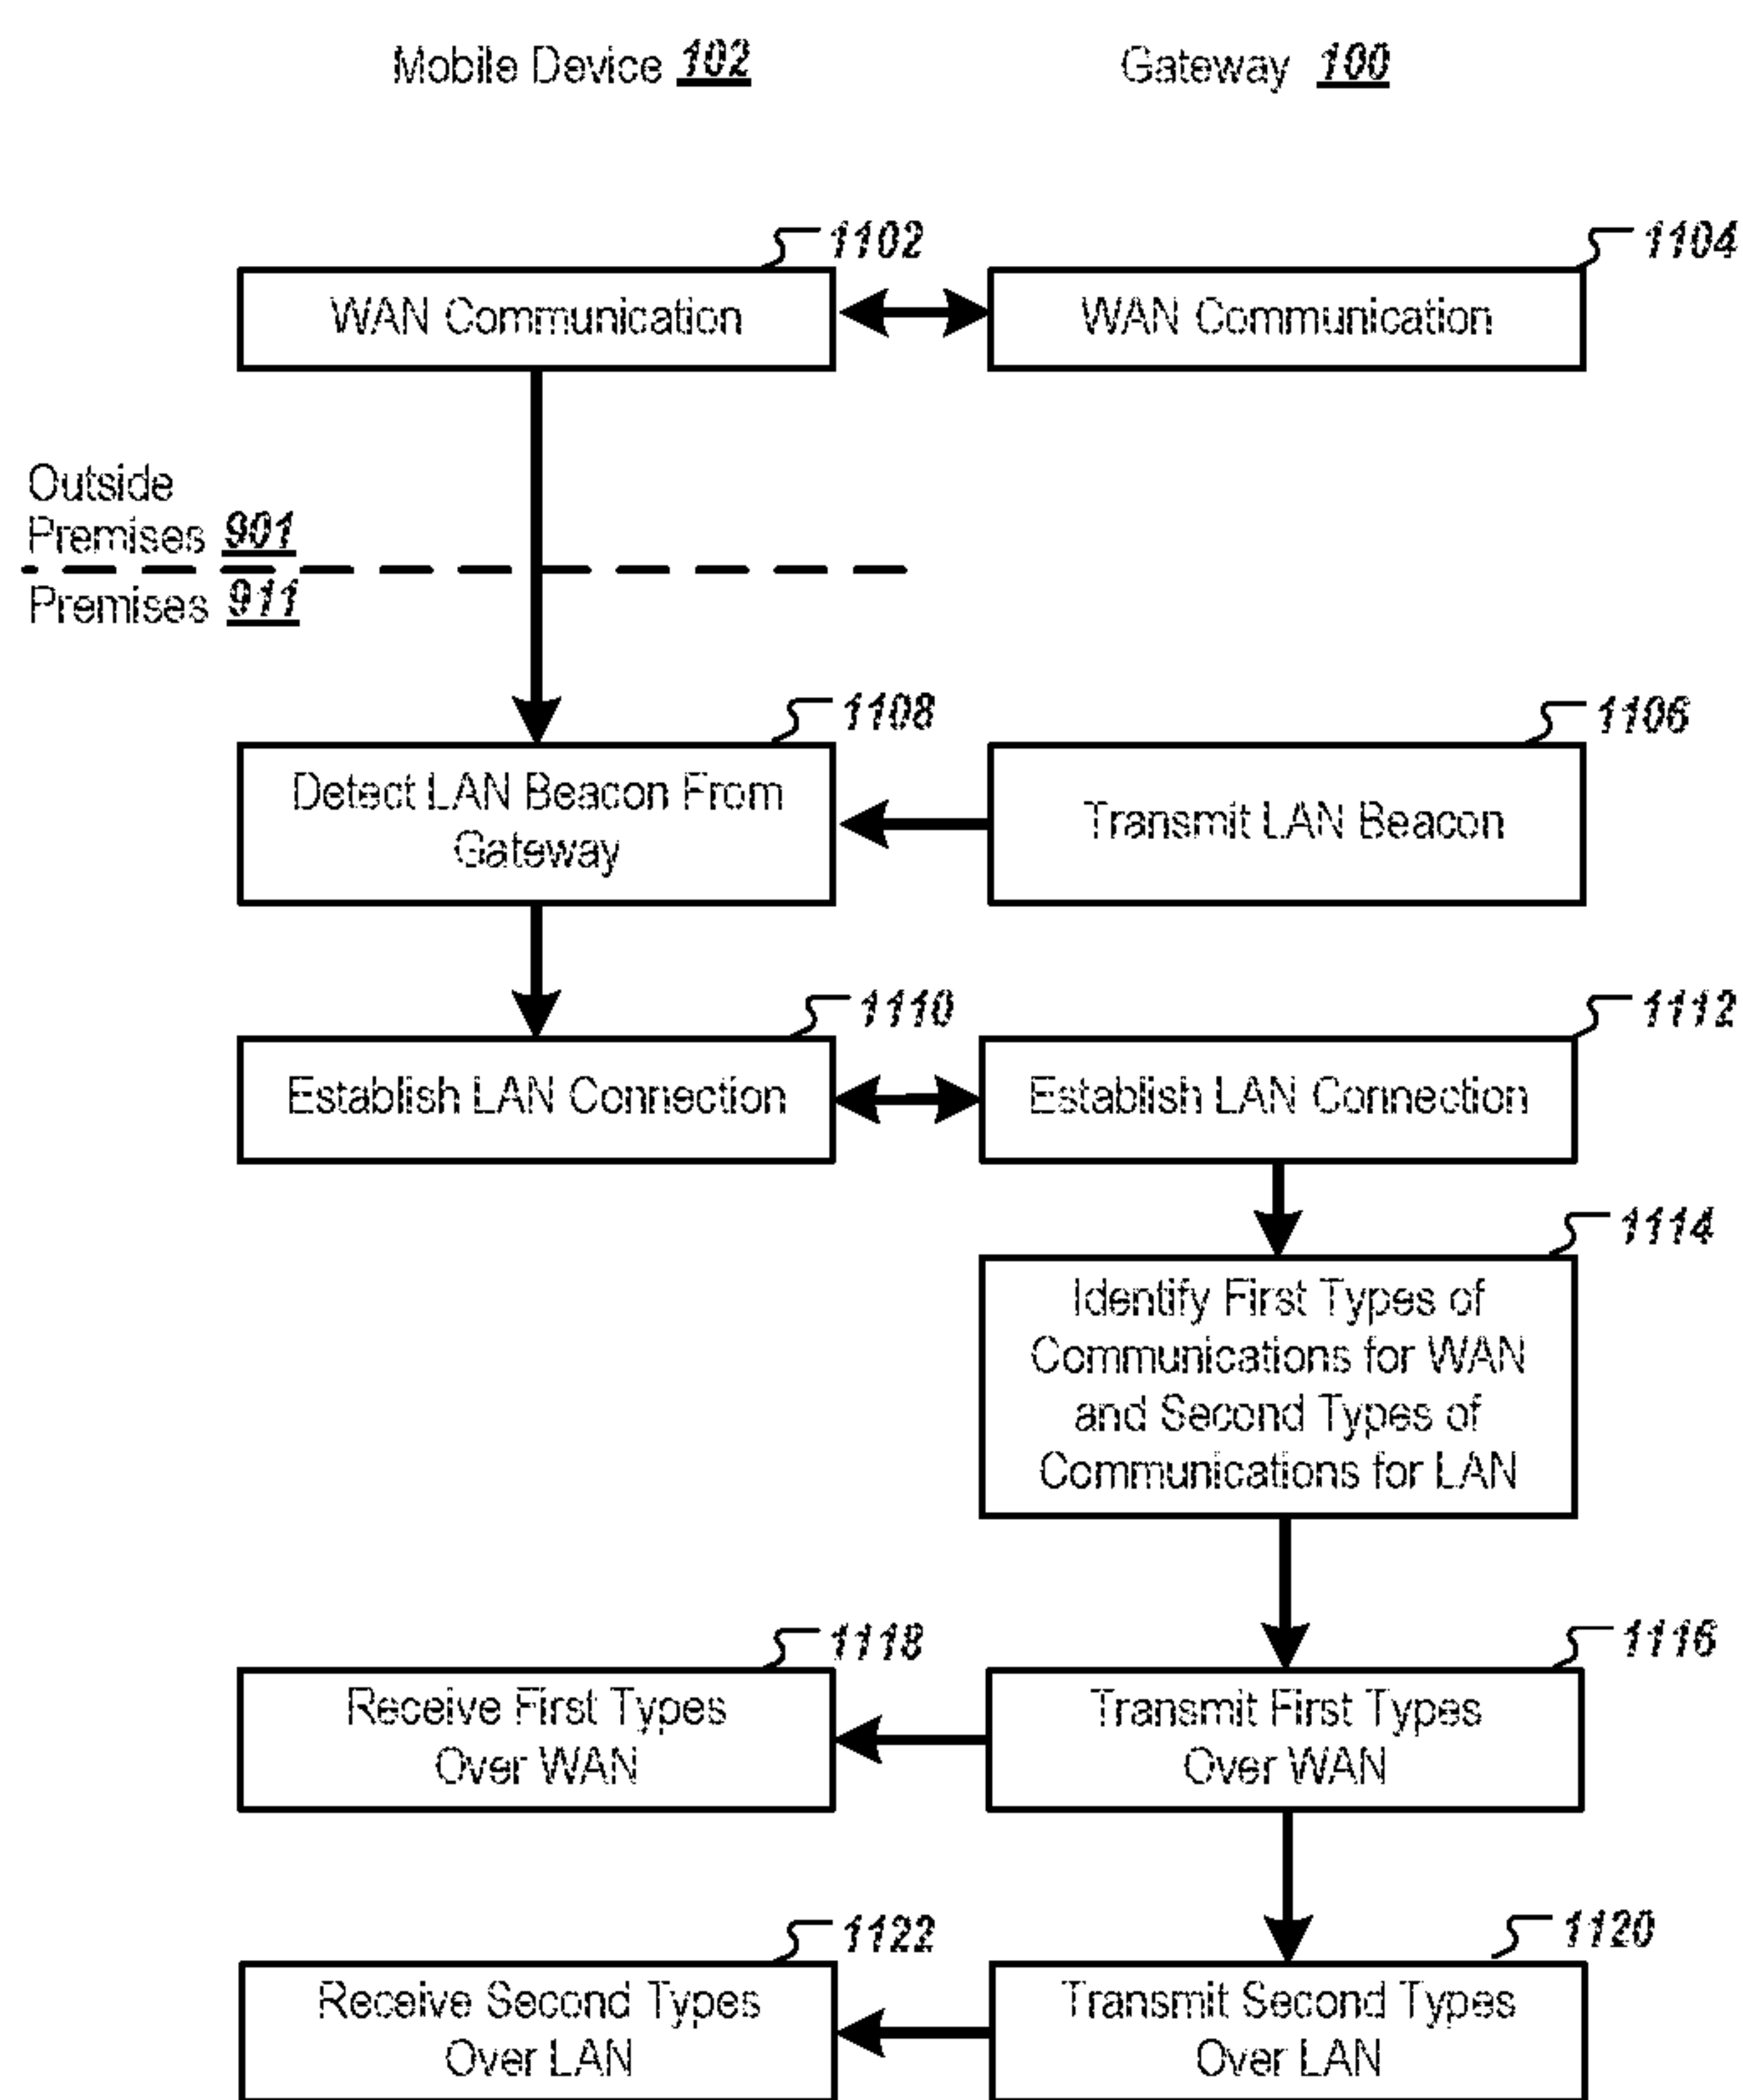 Mobile Device 102
Gateway 100
1102
1104
WAN Communication
WAN Communication
Outside
Premises 901
Premises 911
1108
1106
Detect LAN Beacon From
Gateway
Transmit LAN Beacon
1110
1112
Establish LAN Connection
Establish LAN Connection
1114
Identify First Types of
Communications for WAN
and Second Types of
Communications for LAN
1118
1116
Receive First Types
Over WAN
Transmit First Types
Over WAN
1122
1120
Receive Second Types
Over LAN
Transmit Second Types
Over LAN